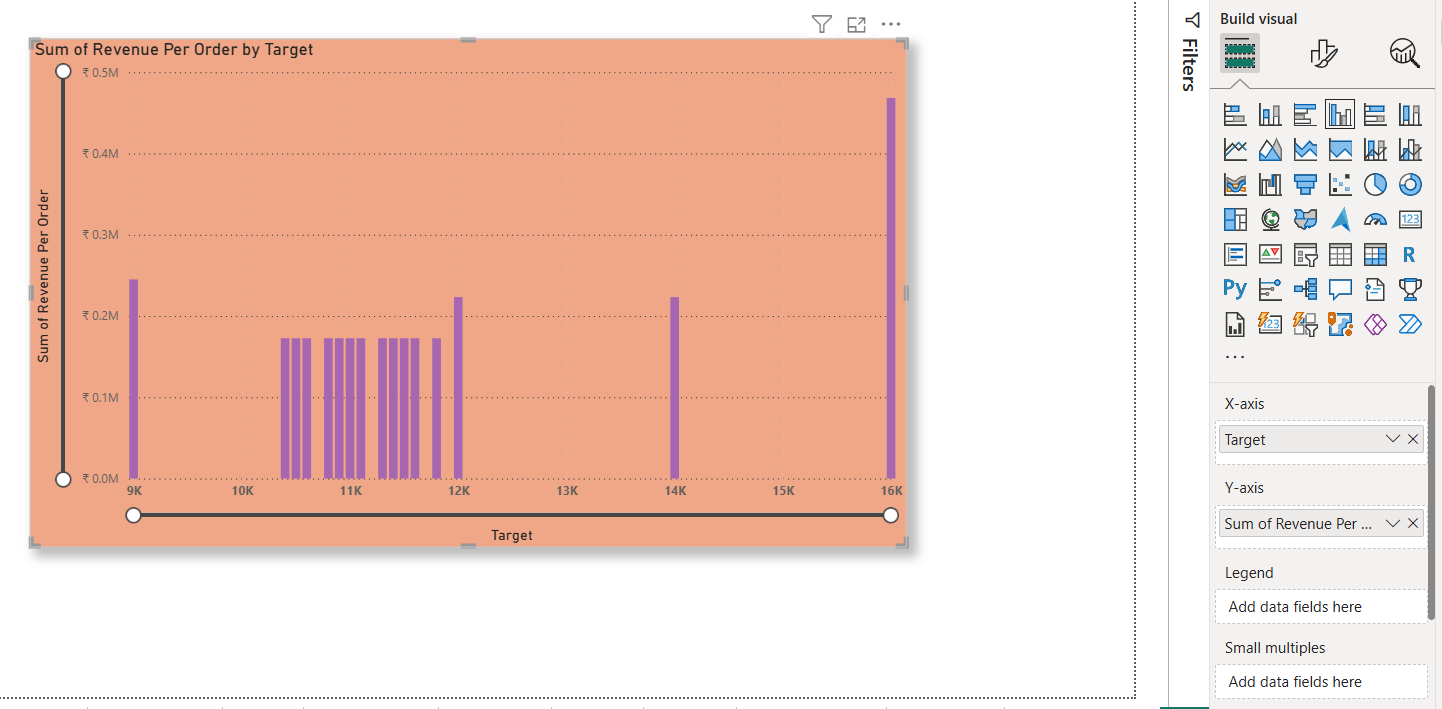 Sum of Revenue Per Order by Target
₹ 0.5M
₹ 0.4M
₹ 0.3M
₹ 0.2M
₹ 0.1M
₹ 0.0M
Sum of Revenue Per Order
9K 10K 11K 12K 13K 14K 15K 16K
Target
Filters
Build visual
123
R
Py
123
...
X-axis
Target
Y-axis
Sum of Revenue Per ...
Legend
Add data fields here
Small multiples
Add data fields here